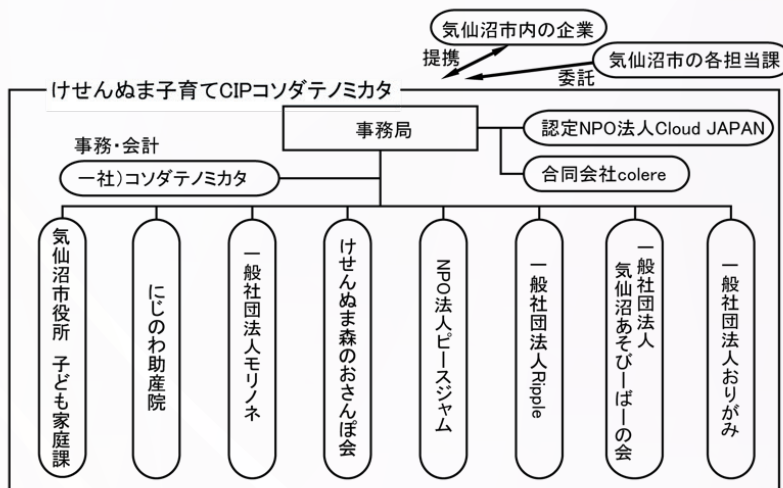 気仙沼市内の企業
提携
気仙沼市の各担当課
委託
けせんぬま子育てCIPコソダテノミカタ
事務局
認定NPO法人Cloud JAPAN
合同会社colere
事務・会計
一社)コソダテノミカタ
気仙沼市役所 子ども家庭課
にじのわ助産院
一般社団法人モリノネ
けせんぬま森のおさんぽ会
NPO法人ピースジャム
一般社団法人Ripple
一般社団法人
気仙沼あそびーばーの会
一般社団法人おりがみ